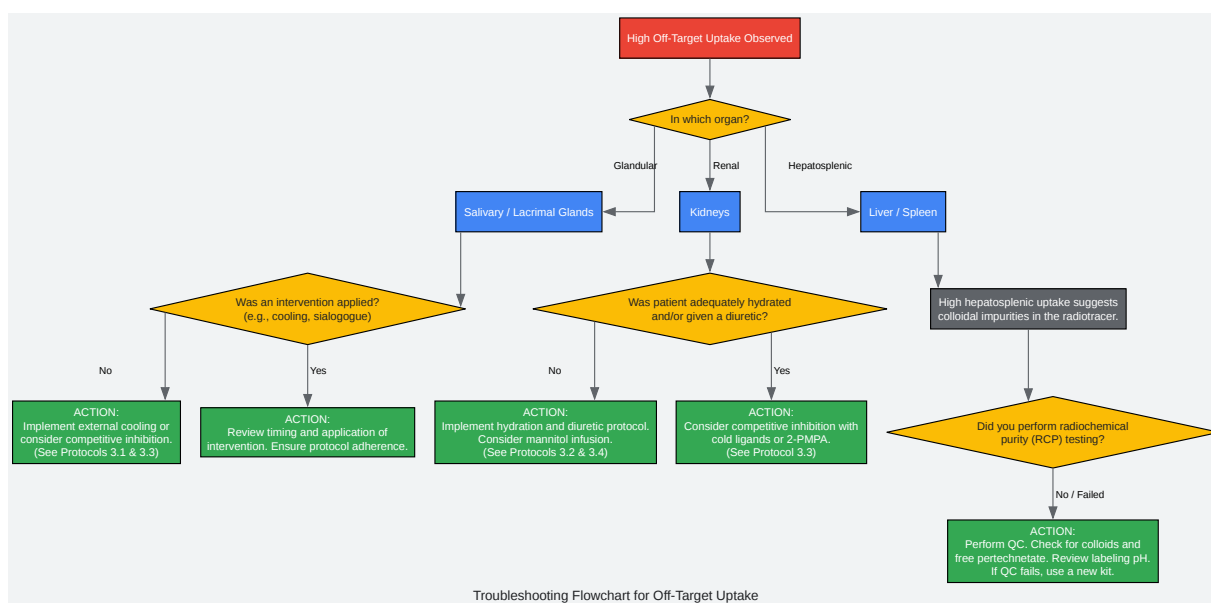 High Off-Target Uptake Observed
In which organ?
Glandular
Renal
Hepatosplenic
Salivary / Lacrimal Glands
Kidneys
Liver / Spleen
Was an intervention applied?
(e.g., cooling, sialogogue)
Was patient adequately hydrated
and/or given a diuretic?
High hepatosplenic uptake suggests
colloidal impurities in the radiotracer.
No
Yes
No
Yes
ACTION:
Implement external cooling or
consider competitive inhibition.
(See Protocols 3.1 & 3.3)
ACTION:
Review timing and application of
intervention. Ensure protocol adherence.
ACTION:
Implement hydration and diuretic protocol.
Consider mannitol infusion.
(See Protocols 3.2 & 3.4)
ACTION:
Consider competitive inhibition with
cold ligands or 2-PMPA.
(See Protocol 3.3)
Did you perform radiochemical
purity (RCP) testing?
No / Failed
ACTION:
Perform QC. Check for colloids and
free pertechnetate. Review labeling pH.
If QC fails, use a new kit.
Troubleshooting Flowchart for Off-Target Uptake